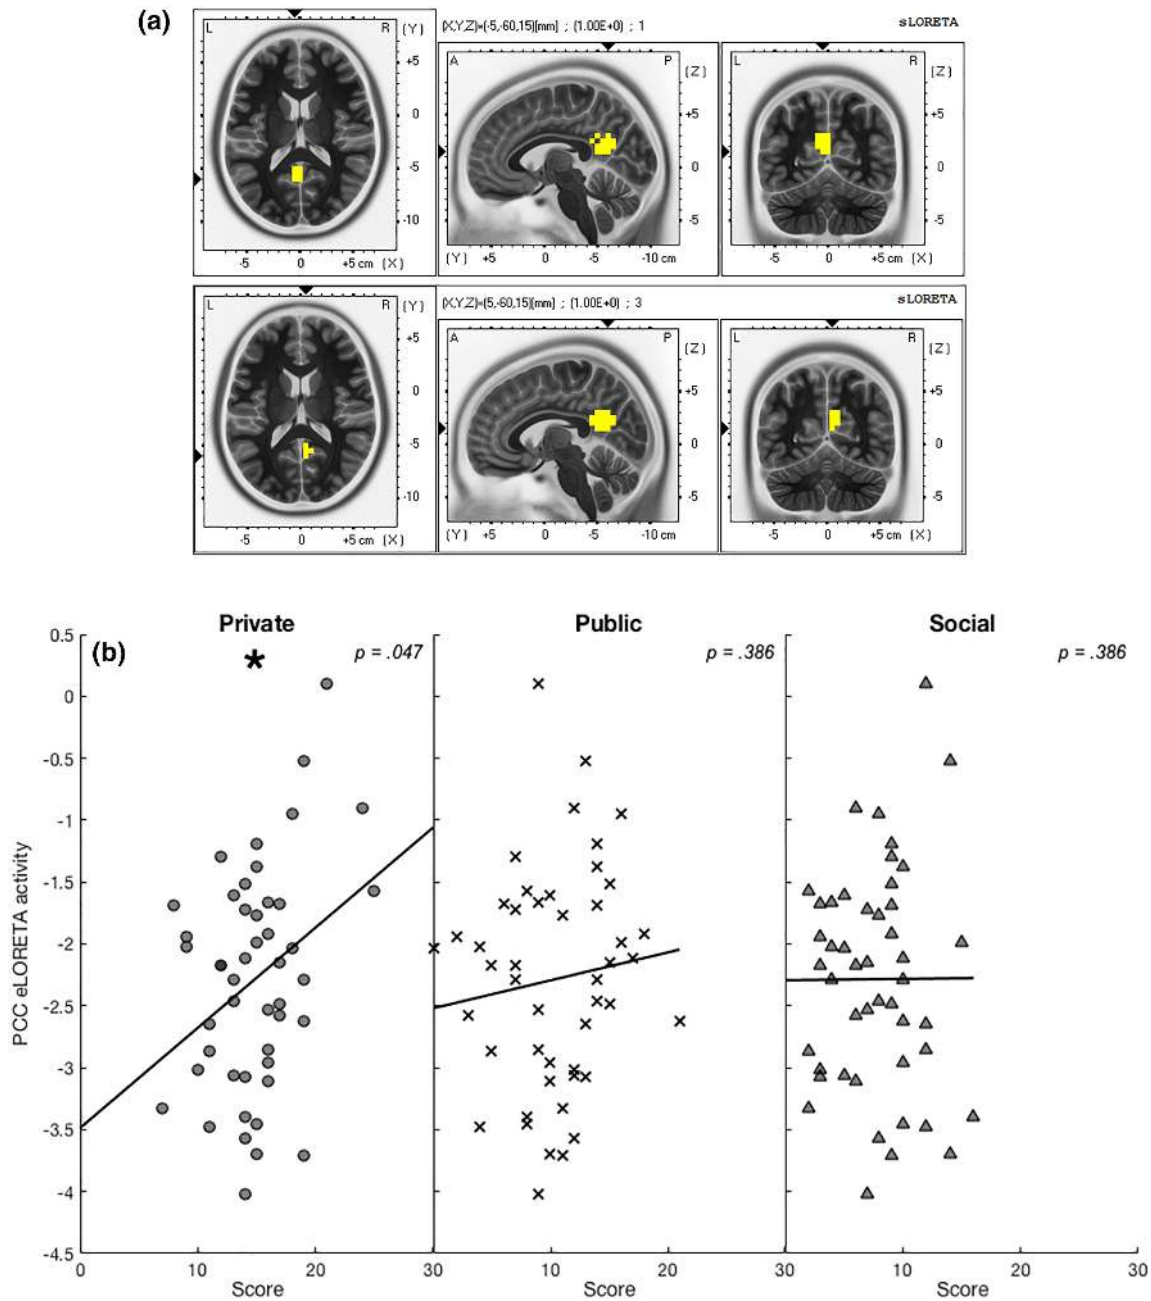 (a)
(X,Y,Z)=(-5,-60,15)[mm] ; (1.00E+0) ; 1
sLORETA
L R (Y)
+5
0
-5
-10
-5 0 +5 cm (X)
A P (Z)
+5
0
-5
(Y) +5 0 -5 -10 cm
L R (Z)
+5
0
-5
-5 0 +5 cm (X)
(X,Y,Z)=(5,-60,15)[mm] ; (1.00E+0) ; 3
sLORETA
L R (Y)
+5
0
-5
-10
-5 0 +5 cm (X)
A P (Z)
+5
0
-5
(Y) +5 0 -5 -10 cm
L R (Z)
+5
0
-5
-5 0 +5 cm (X)
(b)
Private Public Social
* p = .047 p = .386 p = .386
PCC eLORETA activity
0.5
0
-0.5
-1
-1.5
-2
-2.5
-3
-3.5
-4
-4.5
0 10 20 30 10 20 30 10 20 30
Score Score Score